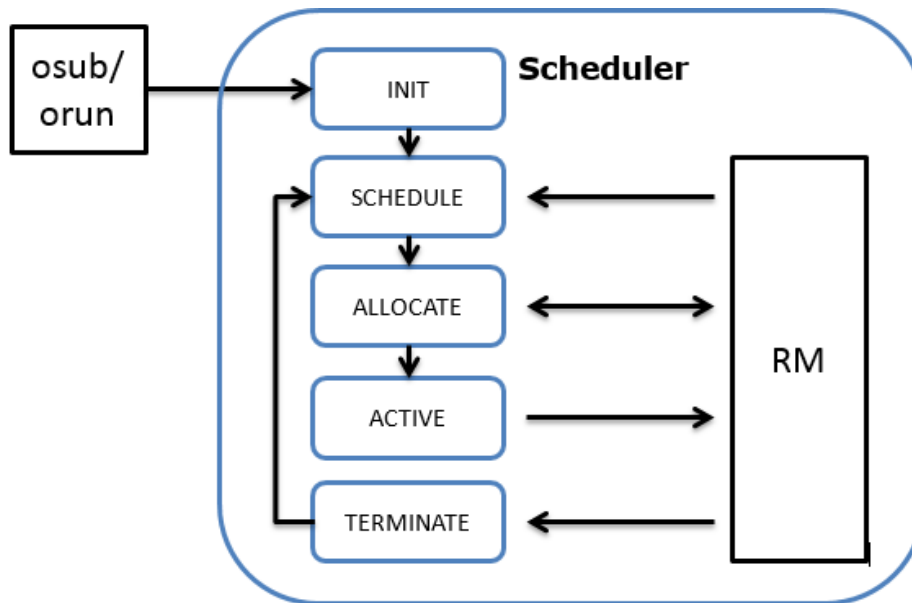 osub/
orun
INIT
Scheduler
SCHEDULE
ALLOCATE
RM
ACTIVE
TERMINATE